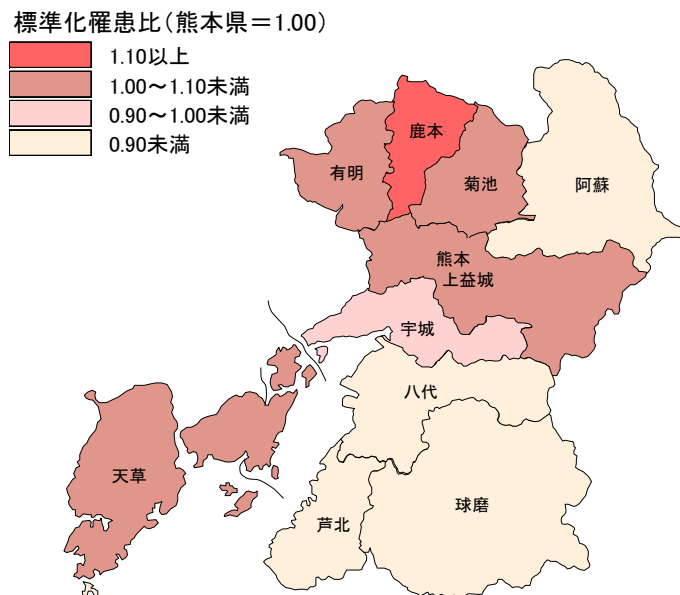 標準化罹患比(熊本県=1.00)
1.10以上
1.00~1.10未満
0.90~1.00未満
0.90未満
鹿本
有明
菊池
阿蘇
熊本
上益城
宇城
八代
天草
芦北
球磨